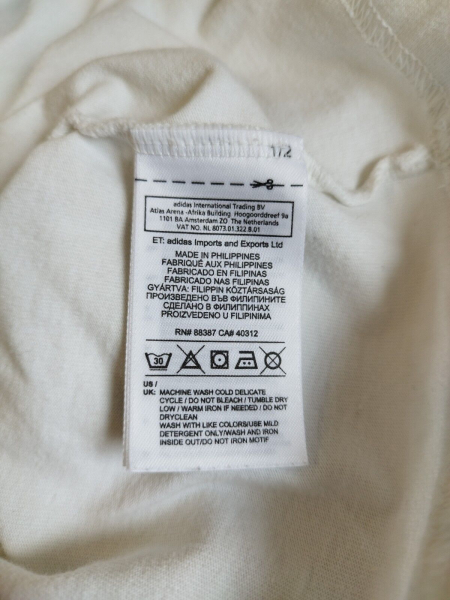 1/2
adidas International Trading BV
Atlas Arena -Afrika Building Hoogoorddreef 9a
1101 BA Amsterdam ZO The Netherlands
VAT NO. NL 8073.01.322.B.01
ET: adidas Imports and Exports Ltd
MADE IN PHILIPPINES
FABRIQUÉ AUX PHILIPPINES
FABRICADO EN FILIPINAS
FABRICADO NAS FILIPINAS
GYÁRTVA: FILIPPIN KÖZTÁRSASÁG
ПРОИЗВЕДЕНО ВЪВ ФИЛИПИНИТЕ
СДЕЛАНО В ФИЛИППИНАХ
PROIZVEDENO U FILIPINIMA
RN# 88387 CA# 40312
30
US /
UK: MACHINE WASH COLD DELICATE
CYCLE / DO NOT BLEACH / TUMBLE DRY
LOW / WARM IRON IF NEEDED / DO NOT
DRYCLEAN
WASH WITH LIKE COLORS/USE MILD
DETERGENT ONLY/WASH AND IRON
INSIDE OUT/DO NOT IRON MOTIF